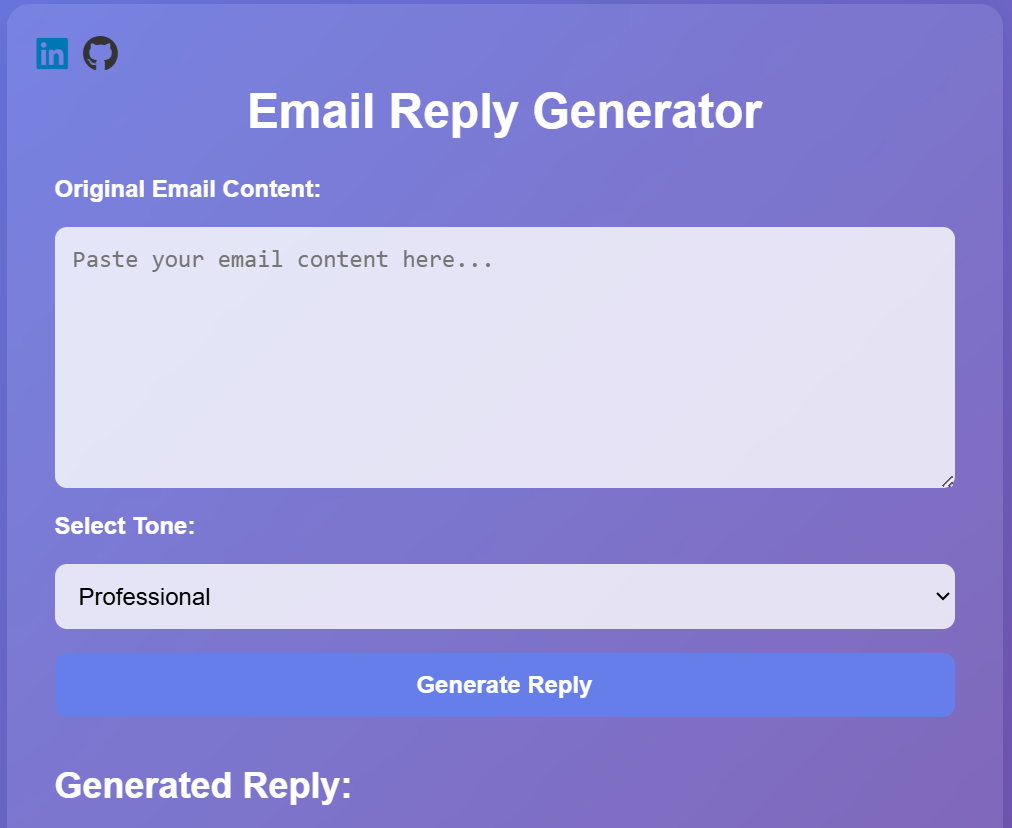 in
Email Reply Generator
Original Email Content:
Paste your email content here...
Select Tone:
Professional
Generate Reply
Generated Reply: